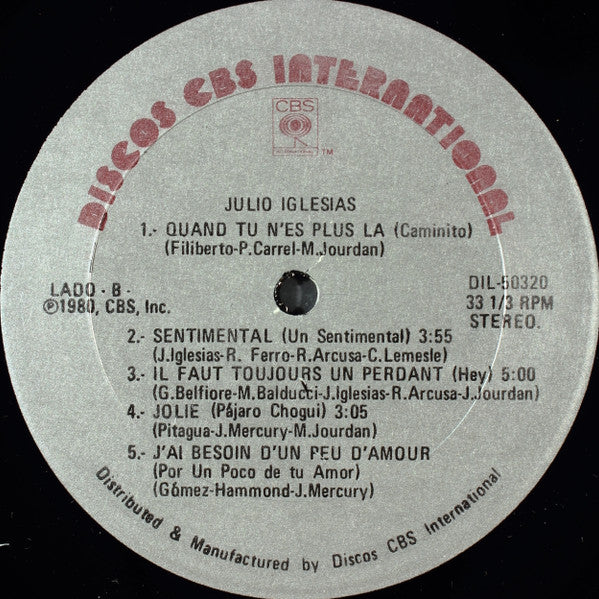 DISCOS CBS INTERNATIONAL
CBS
INTERNATIONAL
TM
JULIO IGLESIAS
1.- QUAND TU N'ES PLUS LA (Caminito)
(Filiberto-P.Carrel-M.Jourdan)
LADO - B -
℗1980, CBS, Inc.
DIL-50320
33 1/3 RPM
STEREO.
2.- SENTIMENTAL (Un Sentimental) 3:55
(J.Iglesias-R. Ferro-R.Arcusa-C.Lemesle)
3.- IL FAUT TOUJOURS UN PERDANT (Hey) 5:00
(G.Belfiore-M.Balducci-J.Iglesias-R.Arcusa-J.Jourdan)
4.- JOLIE (Pájaro Chogui) 3:05
(Pitagua-J.Mercury-M.Jourdan)
5.- J'AI BESOIN D'UN PEU D'AMOUR
(Por Un Poco de tu Amor)
(Gómez-Hammond-J.Mercury)
Distributed & Manufactured by Discos CBS International